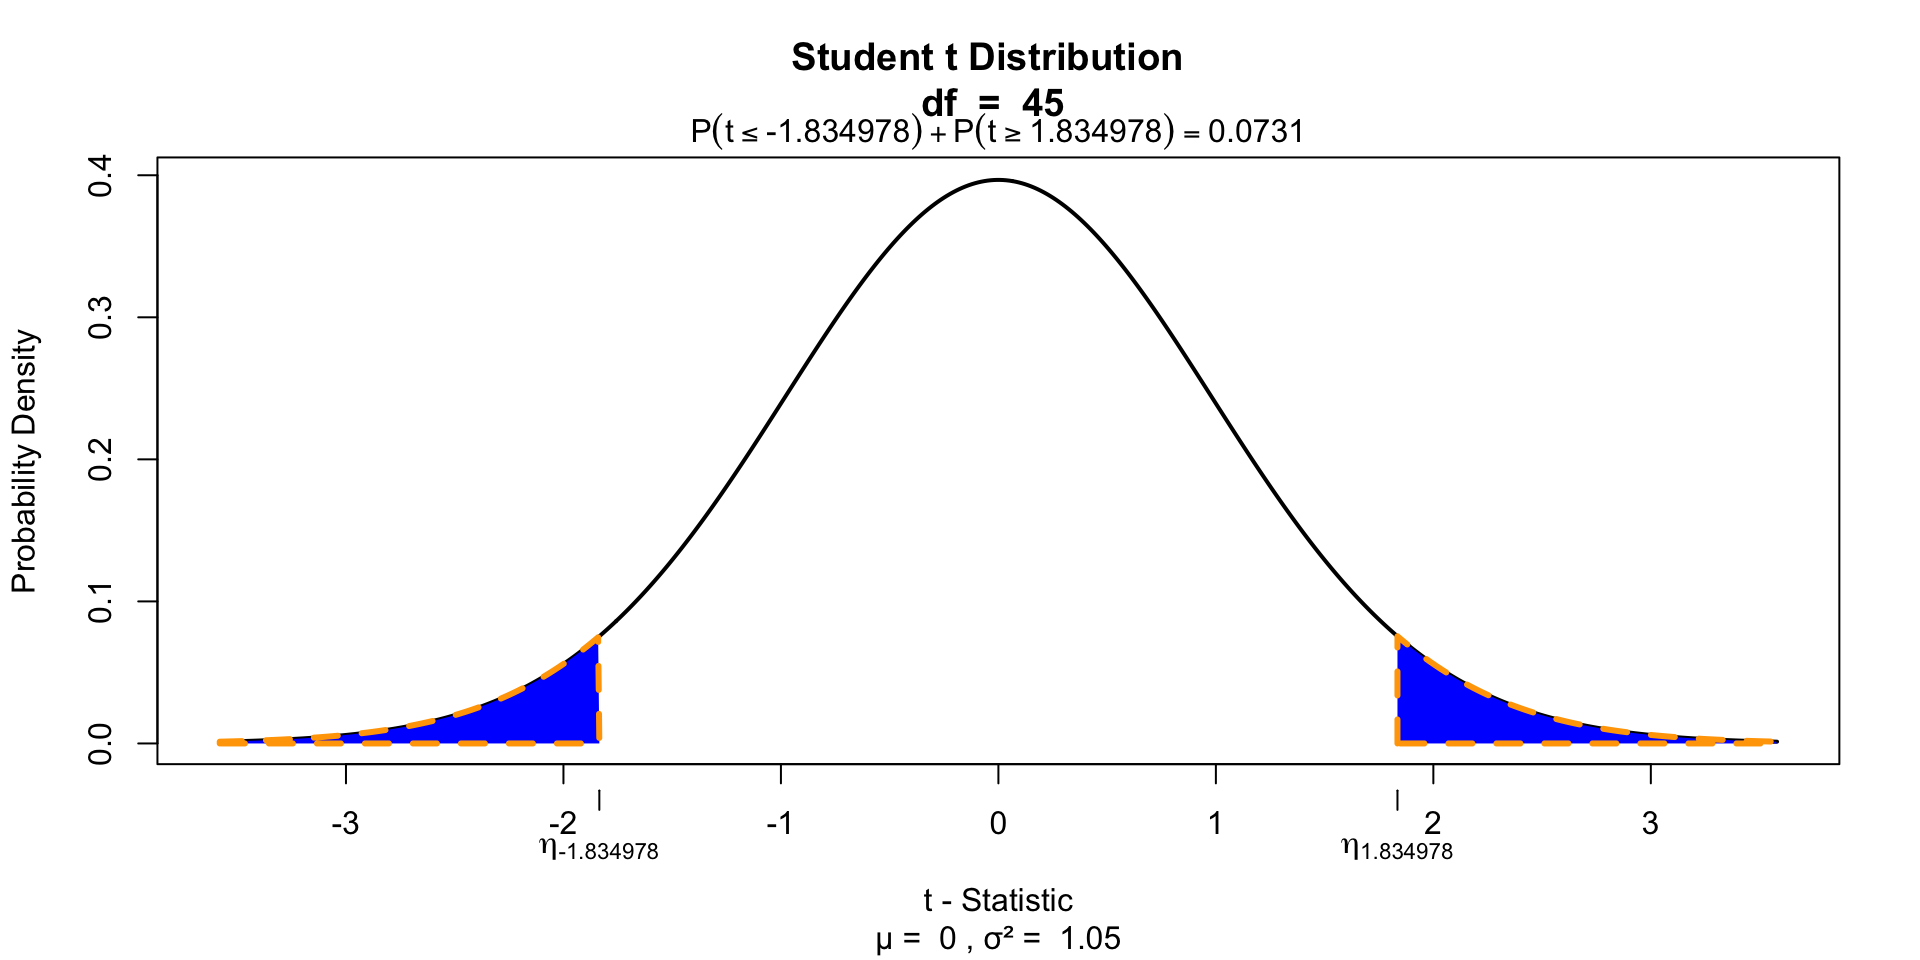 Student t Distribution
df = 45
P(t ≤ -1.834978) + P(t ≥ 1.834978) = 0.0731
Probability Density
0.4
0.3
0.2
0.1
0.0
-3 -2 -1 0 1 2 3
η-1.834978 η1.834978
t - Statistic
μ = 0 , σ² = 1.05